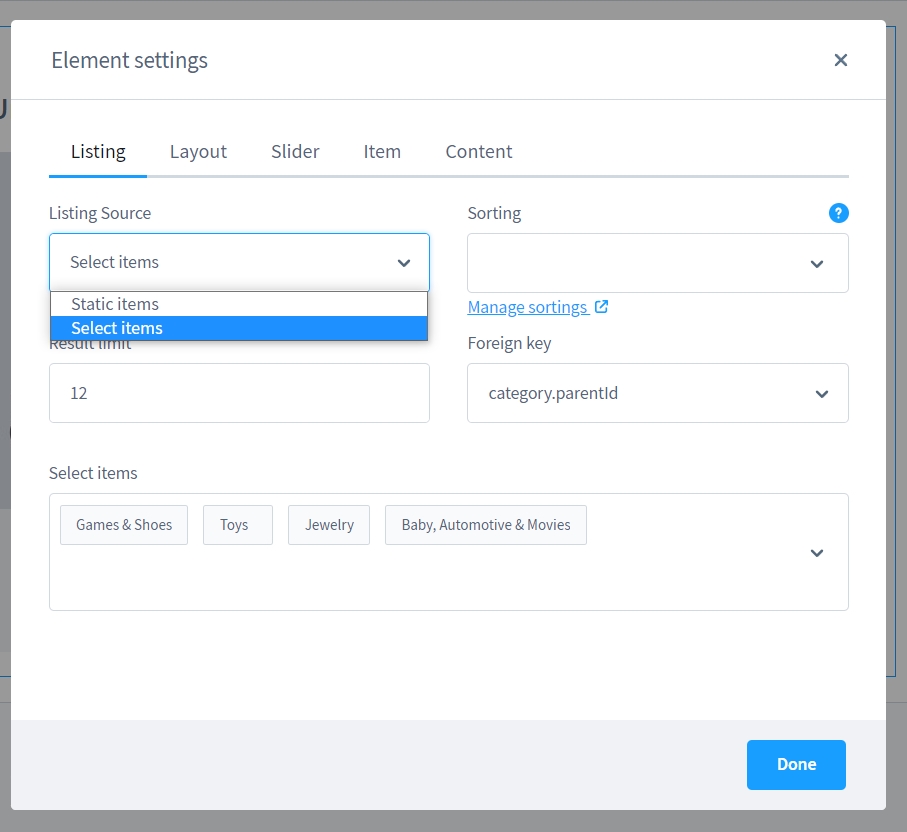 Element settings
Listing Layout Slider Item Content
Listing Source
Sorting
?
Select items
Static items
Select items
Manage sortings
Result limit
Foreign key
12
category.parentId
Select items
Games & Shoes Toys Jewelry Baby, Automotive & Movies
Done